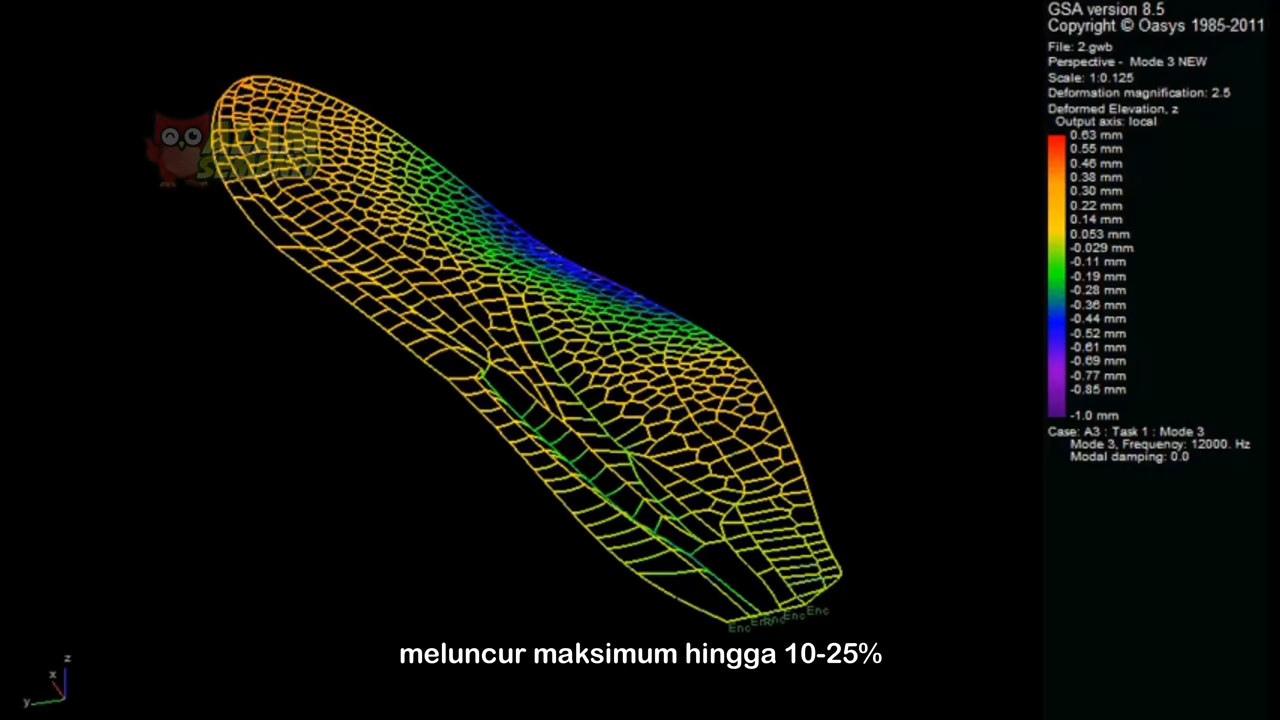 GSA version 8.5
Copyright © Oasys 1985-2011
File: 2.gwb
Perspective - Mode 3 NEW
Scale: 1:0.125
Deformation magnification: 2.5
Deformed Elevation, z
Output axis: local
0.63 mm
0.55 mm
0.46 mm
0.38 mm
0.30 mm
0.22 mm
0.14 mm
0.053 mm
-0.029 mm
-0.11 mm
-0.19 mm
-0.28 mm
-0.36 mm
-0.44 mm
-0.52 mm
-0.61 mm
-0.69 mm
-0.77 mm
-0.85 mm
-1.0 mm
Case: A3 : Task 1 : Mode 3
Mode 3, Frequency: 12000. Hz
Modal damping: 0.0
Enc Enc Enc
meluncur maksimum hingga 10-25%
z
x
y